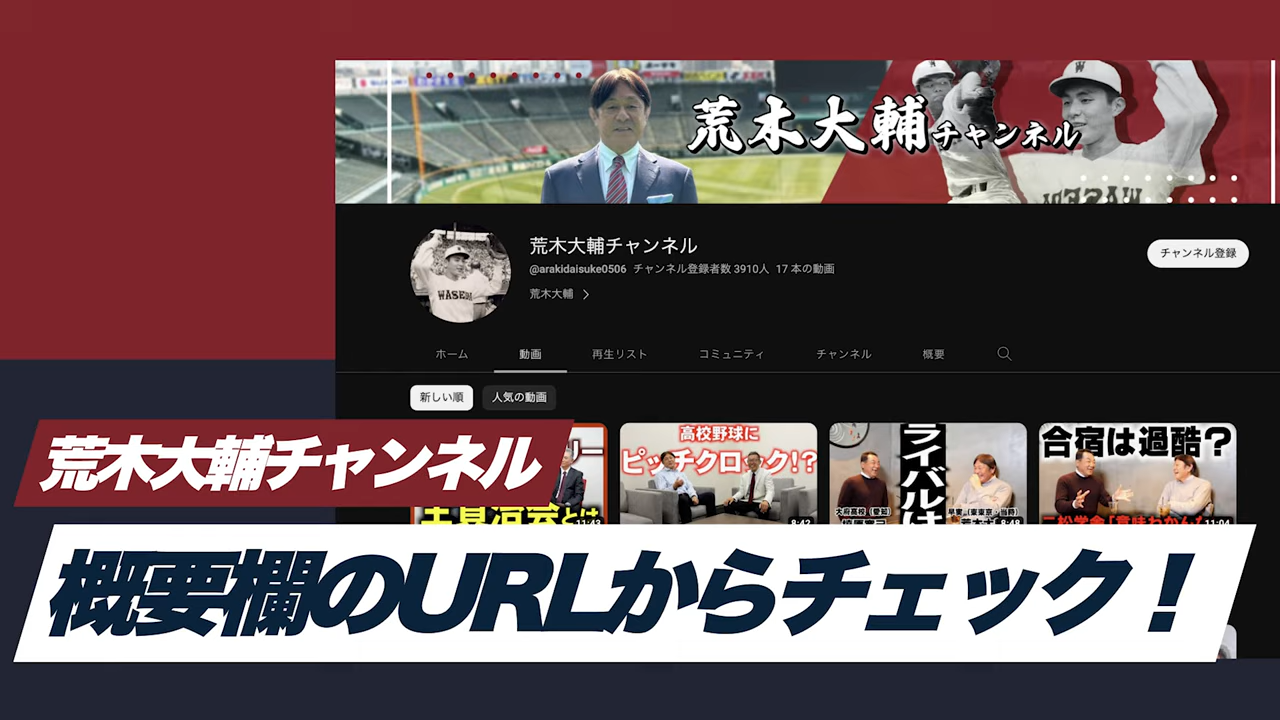 荒木大輔チャンネル
W
W
荒木大輔チャンネル
@arakidaisuke0506 チャンネル登録者数 3910人 17 本の動画
荒木大輔
チャンネル登録
ホーム 動画 再生リスト コミュニティ チャンネル 概要
新しい順 人気の動画
リー
11:43
高校野球に
ピッチクロック!?
8:42
ライバルは
8:48
合宿は過酷？
11:04
荒木大輔チャンネル
概要欄のURLからチェック！